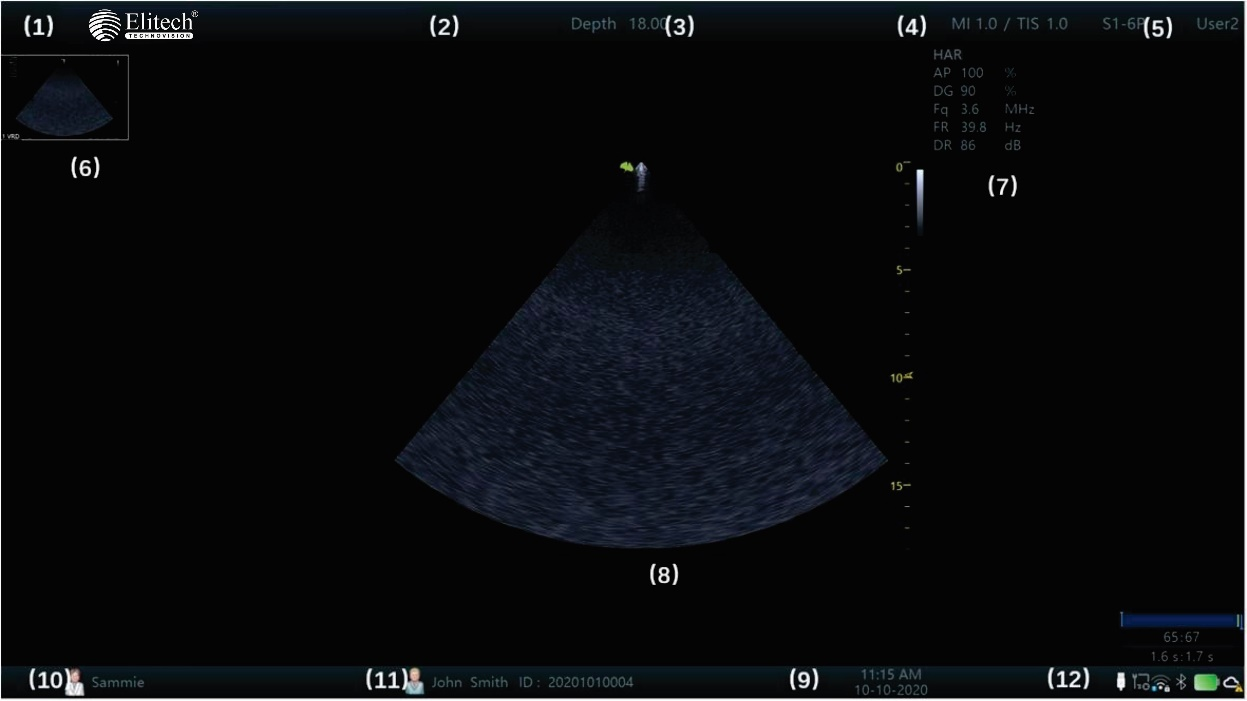 (1) Elitech® (2) Depth 18.00 (3) (4) MI 1.0 / TIS 1.0 S1-6P (5) User2
TECHNOVISION
HAR
AP 100 %
DG 90 %
Fq 3.6 MHz
FR 39.8 Hz
DR 86 dB
1 VRD
(6)
(7)
0
5
10
15
(8)
65:67
1.6 s:1.7 s
(10) Sammie (11) John Smith ID : 20201010004 (9) 11:15 AM (12)
10-10-2020